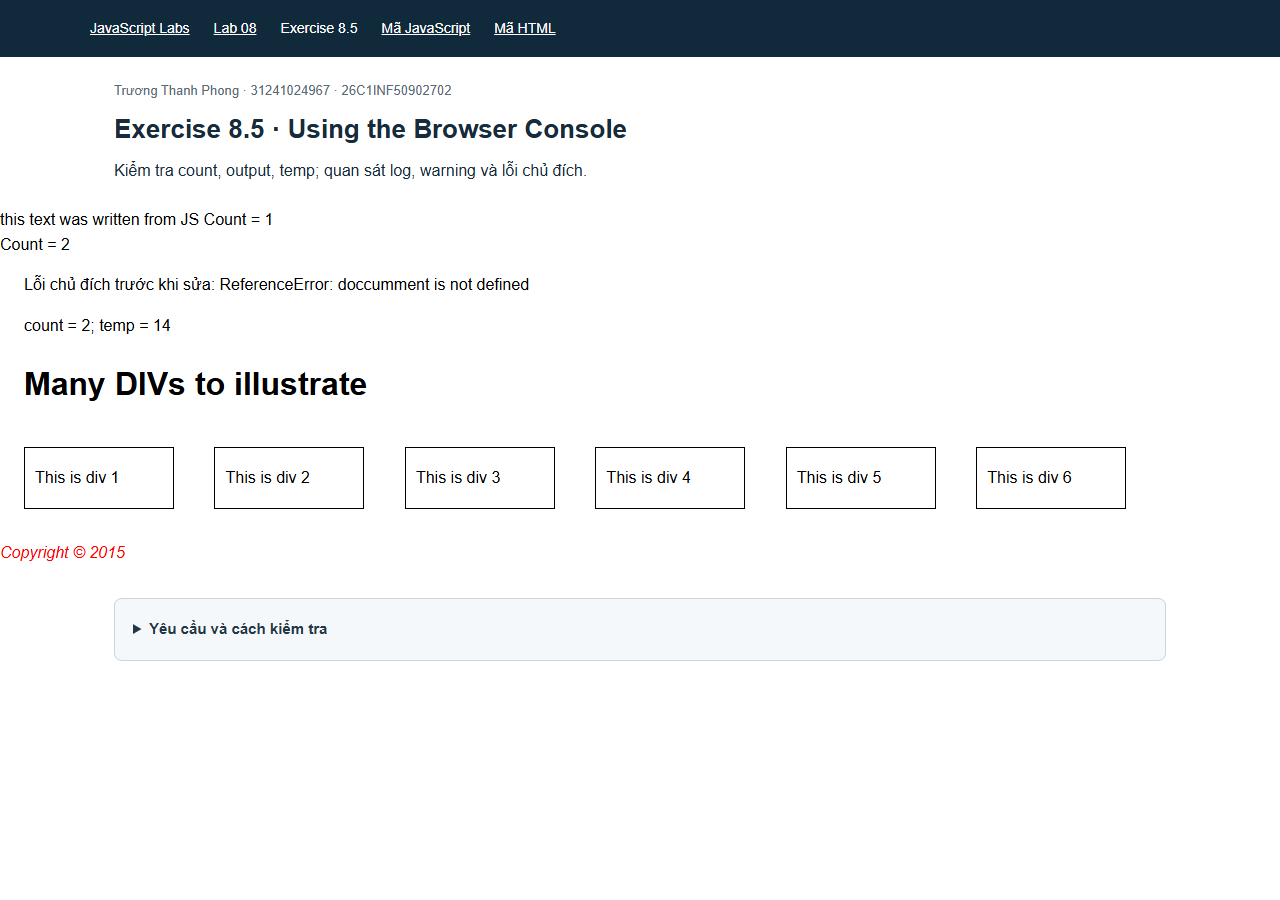 JavaScript Labs Lab 08 Exercise 8.5 Mã JavaScript Mã HTML
Trương Thanh Phong · 31241024967 · 26C1INF50902702
Exercise 8.5 · Using the Browser Console
Kiểm tra count, output, temp; quan sát log, warning và lỗi chủ đích.
this text was written from JS Count = 1
Count = 2
Lỗi chủ đích trước khi sửa: ReferenceError: doccumment is not defined
count = 2; temp = 14
Many DIVs to illustrate
This is div 1 This is div 2 This is div 3 This is div 4 This is div 5 This is div 6
Copyright © 2015
Yêu cầu và cách kiểm tra